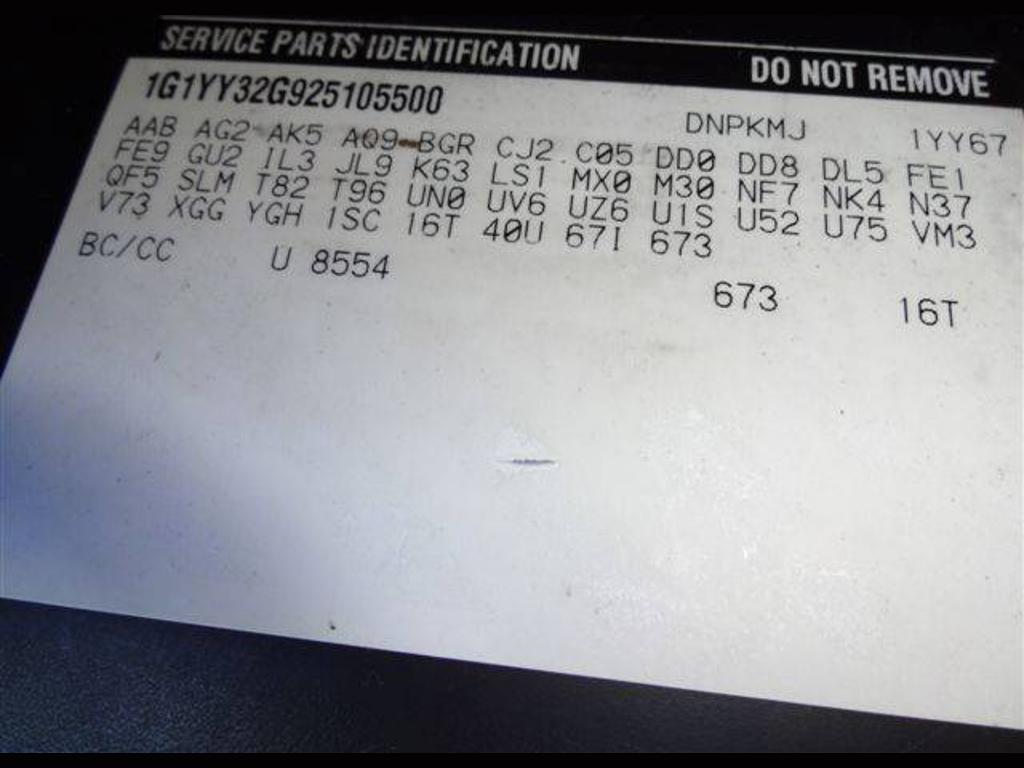 SERVICE PARTS IDENTIFICATION DO NOT REMOVE
1G1YY32G925105500 DNPKMJ 1YY67
AAB AG2 AK5 AQ9 BGR CJ2 C05 DD0 DD8 DL5 FE1
FE9 GU2 IL3 JL9 K63 LS1 MX0 M30 NF7 NK4 N37
QF5 SLM T82 T96 UN0 UV6 UZ6 U1S U52 U75 VM3
V73 XGG YGH 1SC 16T 40U 67I 673
BC/CC U 8554 673 16T